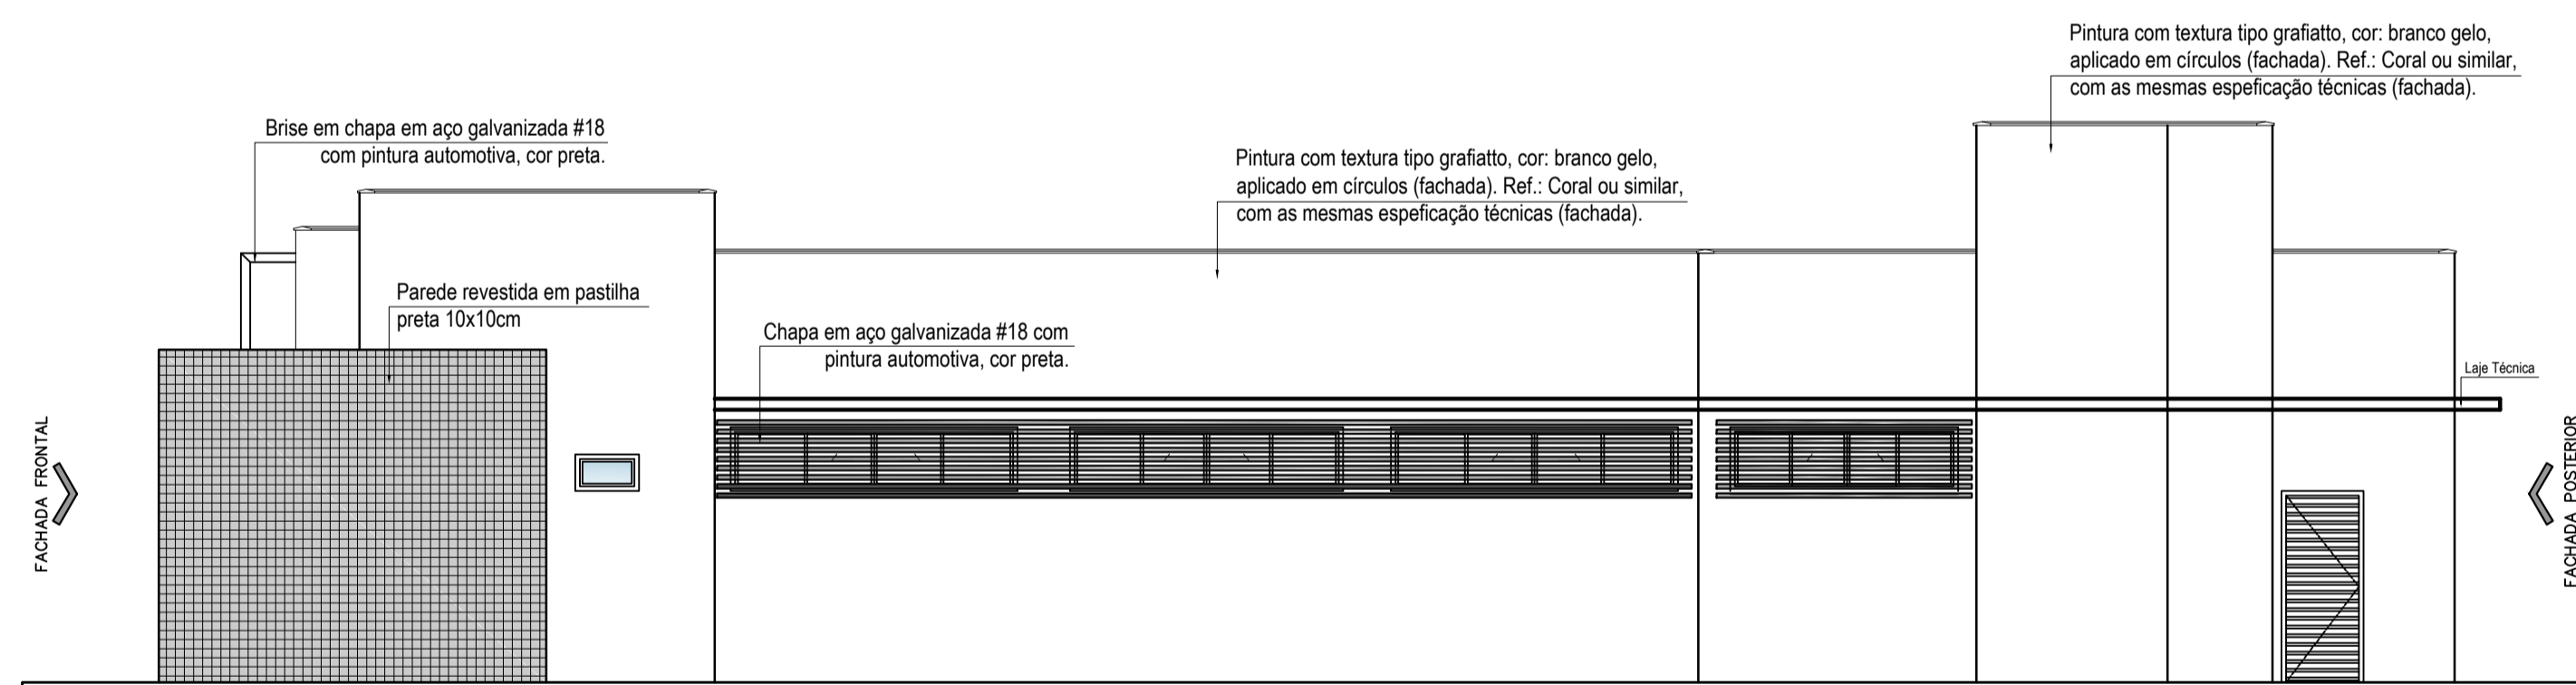 Pintura com textura tipo grafiatto, cor: branco gelo,
aplicado em círculos (fachada). Ref.: Coral ou similar,
com as mesmas espeficação técnicas (fachada).
Brise em chapa em aço galvanizada #18
com pintura automotiva, cor preta.
Pintura com textura tipo grafiatto, cor: branco gelo,
aplicado em círculos (fachada). Ref.: Coral ou similar,
com as mesmas espeficação técnicas (fachada).
Parede revestida em pastilha
preta 10x10cm
Chapa em aço galvanizada #18 com
pintura automotiva, cor preta.
Laje Técnica
FACHADA FRONTAL
FACHADA POSTERIOR